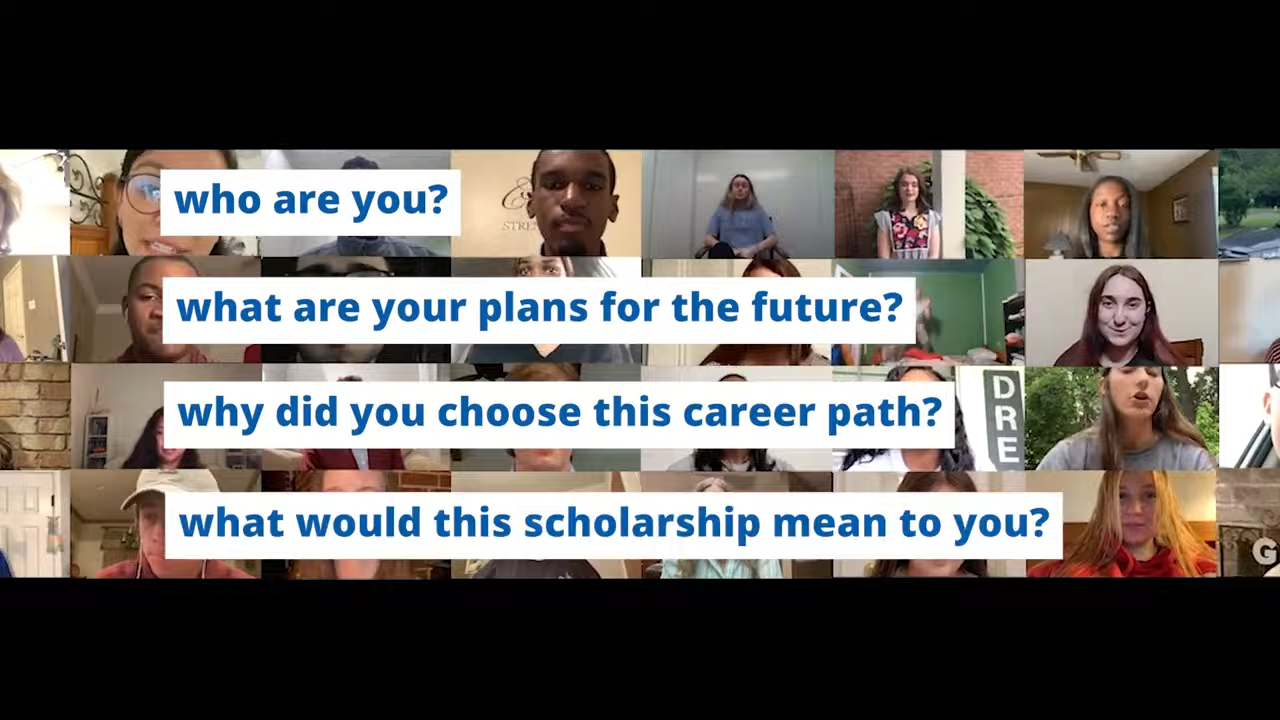 who are you?
STRE
what are your plans for the future?
why did you choose this career path?
D
R
E
what would this scholarship mean to you?
G